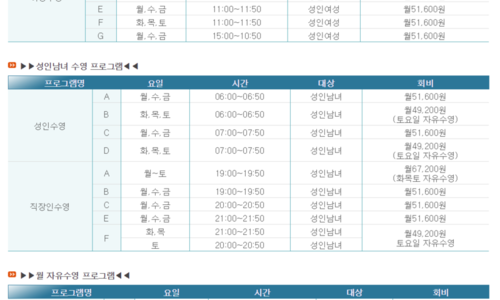 E 월.수.금 11:00~11:50 성인여성 월51,600원
F 화.목.토 11:00~11:50 성인여성 월51,600원
G 월.수.금 15:00~10:50 성인여성 월51,600원
▶▶성인남녀 수영 프로그램◀◀
프로그램명 요일 시간 대상 회비
성인수영
A 월.수.금 06:00~06:50 성인남녀 월51,600원
B 화.목.토 06:00~06:50 성인남녀 월49,200원
(토요일 자유수영)
C 월.수.금 07:00~07:50 성인남녀 월51,600원
D 화.목.토 07:00~07:50 성인남녀 월49,200원
(토요일 자유수영)
직장인수영
A 월~토 19:00~19:50 성인남녀 월67,200원
(화목토 자유수영)
B 월.수.금 19:00~19:50 성인남녀 월51,600원
C 월.수.금 20:00~20:50 성인남녀 월51,600원
E 월.수.금 21:00~21:50 성인남녀 월51,600원
F 화.목 21:00~21:50 성인남녀 월49,200원
토 20:00~20:50 성인남녀 토요일 자유수영
▶▶월 자유수영 프로그램◀◀
프로그램명 요일 시간 대상 회비